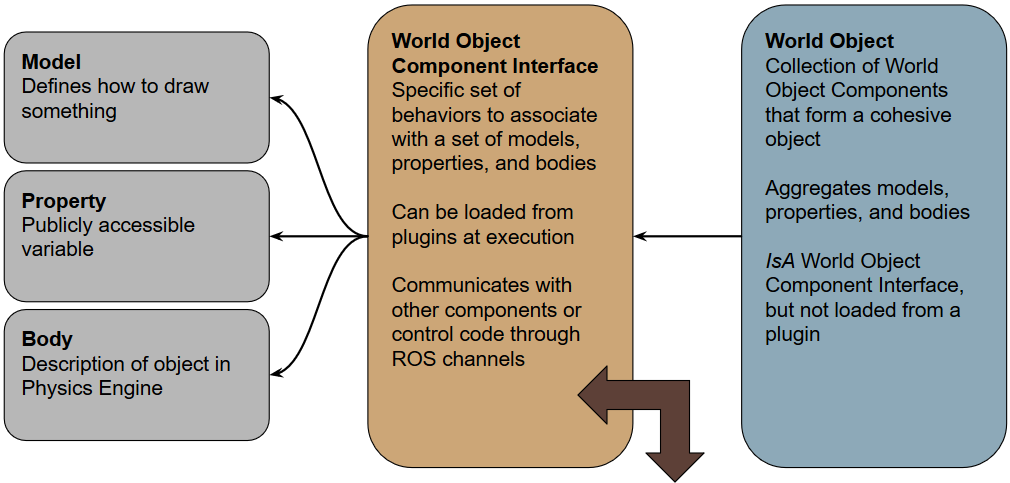 Model
Defines how to draw
something
Property
Publicly accessible
variable
Body
Description of object in
Physics Engine
World Object
Component Interface
Specific set of
behaviors to associate
with a set of models,
properties, and bodies
Can be loaded from
plugins at execution
Communicates with
other components or
control code through
ROS channels
World Object
Collection of World
Object Components
that form a cohesive
object
Aggregates models,
properties, and bodies
IsA World Object
Component Interface,
but not loaded from a
plugin